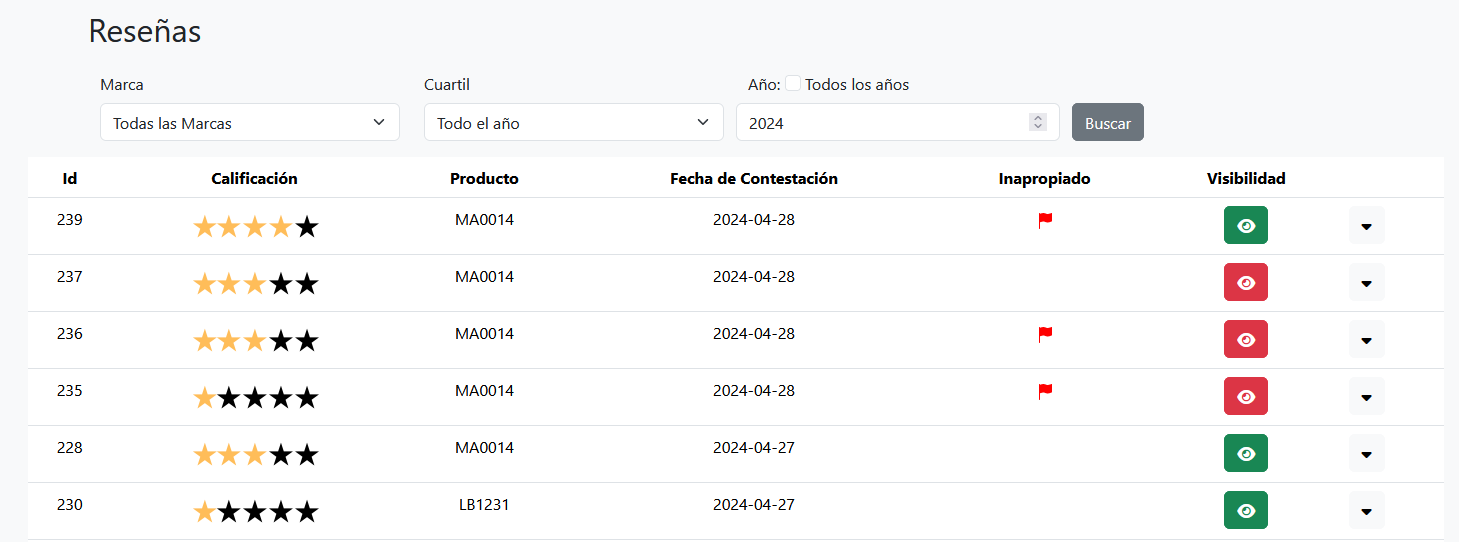 Reseñas
Marca Cuartil Año: Todos los años
Todas las Marcas Todo el año 2024 Buscar
Id Calificación Producto Fecha de Contestación Inapropiado Visibilidad
239 MA0014 2024-04-28
237 MA0014 2024-04-28
236 MA0014 2024-04-28
235 MA0014 2024-04-28
228 MA0014 2024-04-27
230 LB1231 2024-04-27